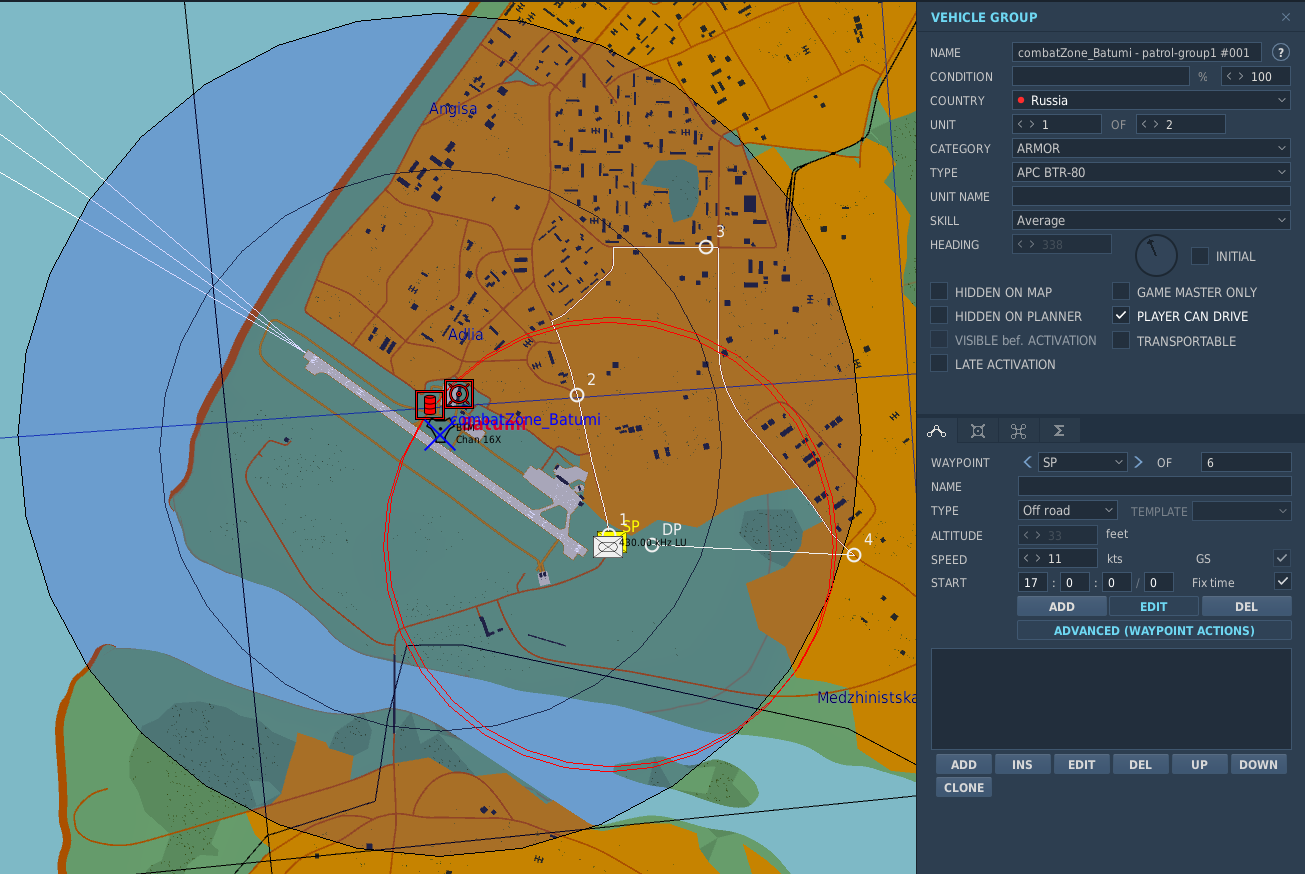 Angisa
3
Adlia
2
combatZone_Batumi
Batumi
Chan 16X
1
SP
DP
430.00 kHz LU
4
Medzhinistska
VEHICLE GROUP
NAME combatZone_Batumi - patrol-group1 #001 ?
CONDITION % < > 100
COUNTRY Russia
UNIT < > 1 OF < > 2
CATEGORY ARMOR
TYPE APC BTR-80
UNIT NAME
SKILL Average
HEADING < > 338 INITIAL
HIDDEN ON MAP GAME MASTER ONLY
HIDDEN ON PLANNER PLAYER CAN DRIVE
VISIBLE bef. ACTIVATION TRANSPORTABLE
LATE ACTIVATION
Σ
WAYPOINT < SP > OF 6
NAME
TYPE Off road TEMPLATE
ALTITUDE < > 33 feet
SPEED < > 11 kts GS
START 17 : 0 : 0 / 0 Fix time
ADD EDIT DEL
ADVANCED (WAYPOINT ACTIONS)
ADD INS EDIT DEL UP DOWN
CLONE